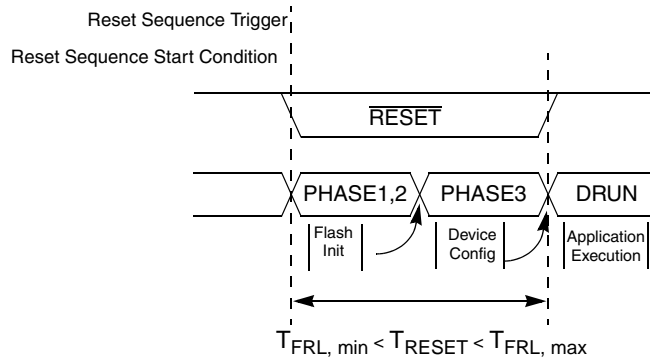 Reset Sequence Trigger
Reset Sequence Start Condition
RESET
PHASE1,2 PHASE3 DRUN
Flash Init
Device Config
Application Execution
TFRL, min < TRESET < TFRL, max